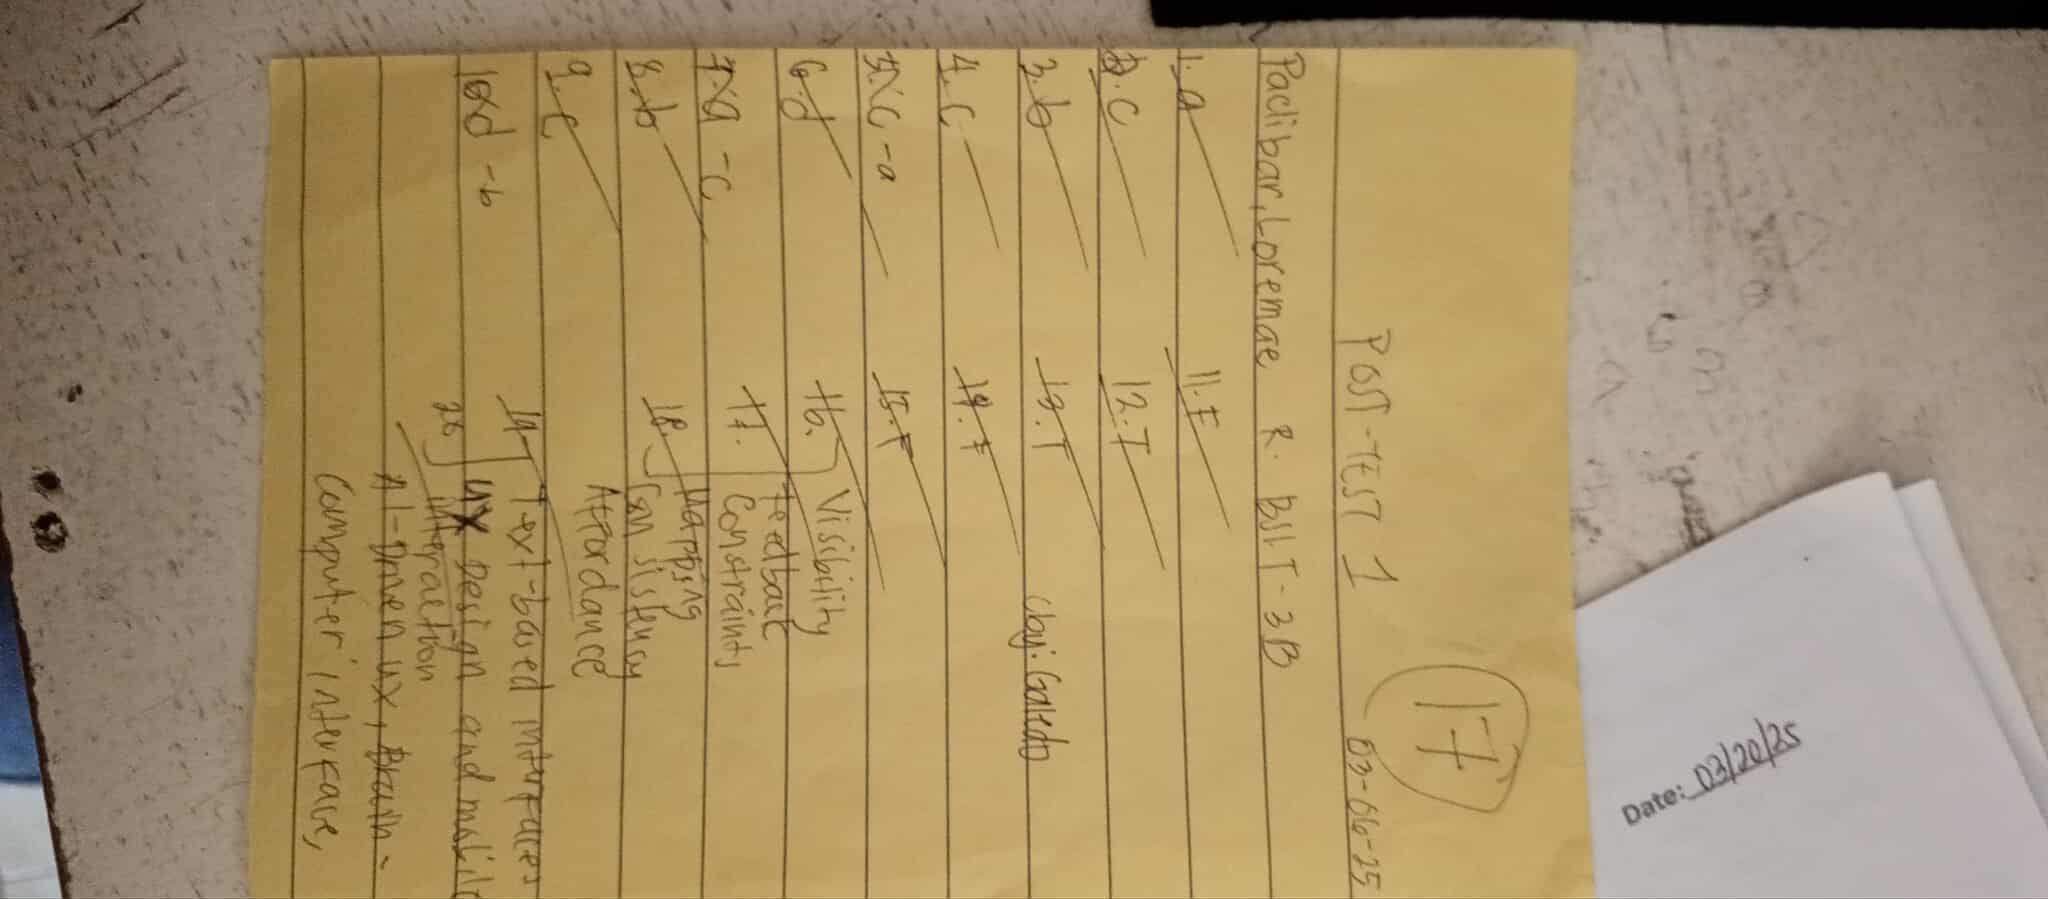 Date: 03/20/25
17
POST-TEST 1
03-06-25
Paclibar, Loremae R. BSIT-3B
1. a
2. c
3. b
4. c
5. c -a
6. d
7. a -c
8. b
9. c
10. d -b
11. F
12. T
13. T
cby: Galedo
14. F
15. F
16. Visibility
Feedback
17. Constraints
18. Mapping
Consistency
Affordance
19 Text-based interfaces
20 UX Design and mobile
interaction
AI-Driven UX, Brain-
Computer interface,